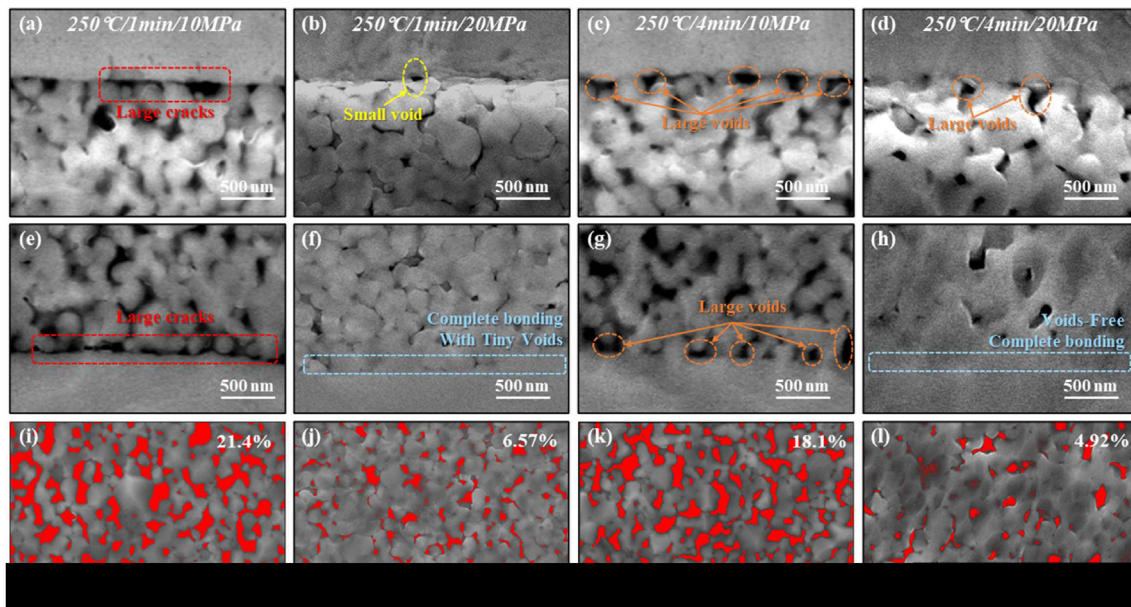 (a) 250℃/1min/10MPa
Large cracks
500 nm
(b) 250℃/1min/20MPa
Small void
500 nm
(c) 250℃/4min/10MPa
Large voids
500 nm
(d) 250℃/4min/20MPa
Large voids
500 nm
(e)
Large cracks
500 nm
(f)
Complete bonding
With Tiny Voids
500 nm
(g)
Large voids
500 nm
(h)
Voids-Free
Complete bonding
500 nm
(i) 21.4%
(j) 6.57%
(k) 18.1%
(l) 4.92%